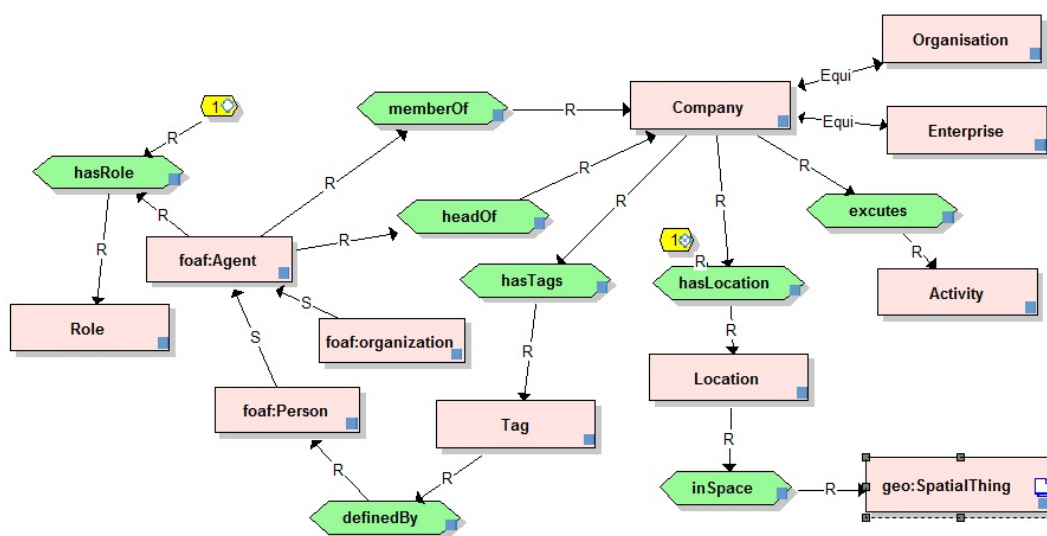 Organisation
Equi
memberOf
R
Company
1
Equi
Enterprise
R
hasRole
R
R
R
excutes
headOf
R
R
R
R
1
R
R
foaf:Agent
R
hasTags
hasLocation
Activity
S
Role
foaf:organization
R
S
R
Location
foaf:Person
Tag
R
R
R
inSpace
R
geo:SpatialThing
definedBy